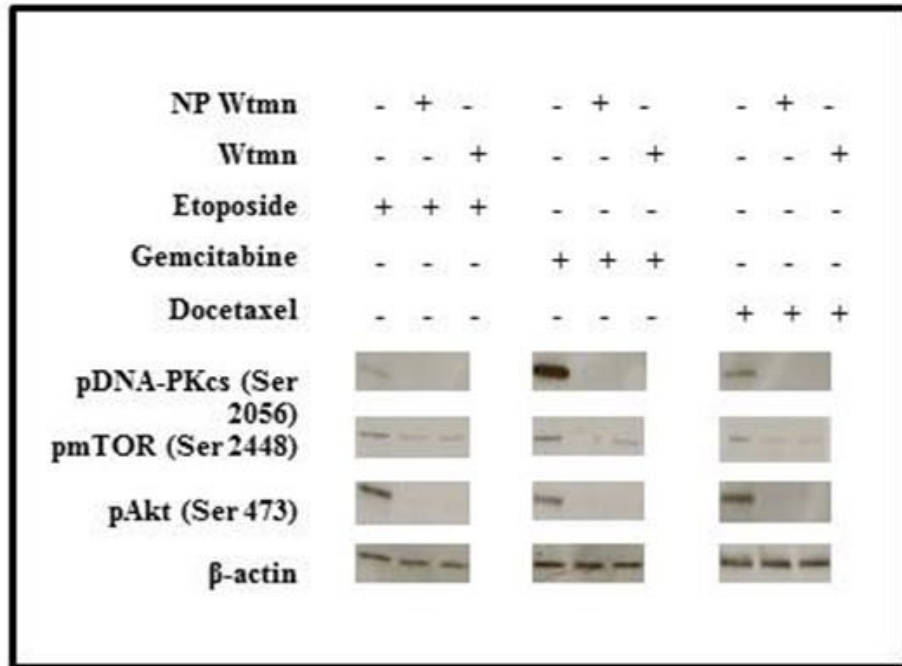 NP Wtmn - + - - + - - + -
Wtmn - - + - - + - - +
Etoposide + + + - - - - - -
Gemcitabine - - - + + + - - -
Docetaxel - - - - - - + + +
pDNA-PKcs (Ser
2056)
pmTOR (Ser 2448)
pAkt (Ser 473)
β-actin